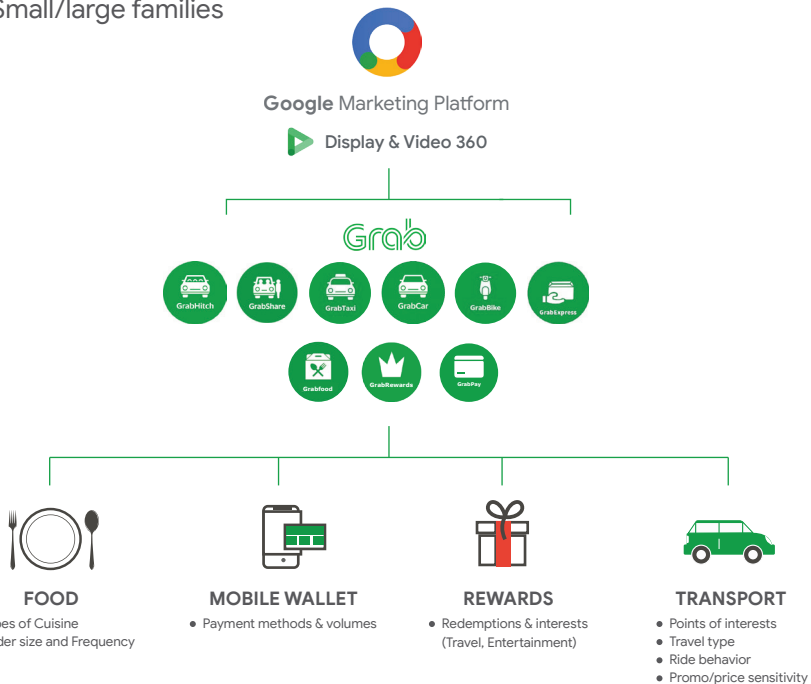 Small/large families
Google Marketing Platform
Display & Video 360
Grab
GrabHitch
GrabShare
GrabTaxi
GrabCar
GrabBike
GrabExpress
Grabfood
GrabRewards
GrabPay
FOOD
of Cuisine
size and Frequency
MOBILE WALLET
• Payment methods & volumes
REWARDS
• Redemptions & interests
(Travel, Entertainment)
TRANSPORT
• Points of interests
• Travel type
• Ride behavior
• Promo/price sensitivity